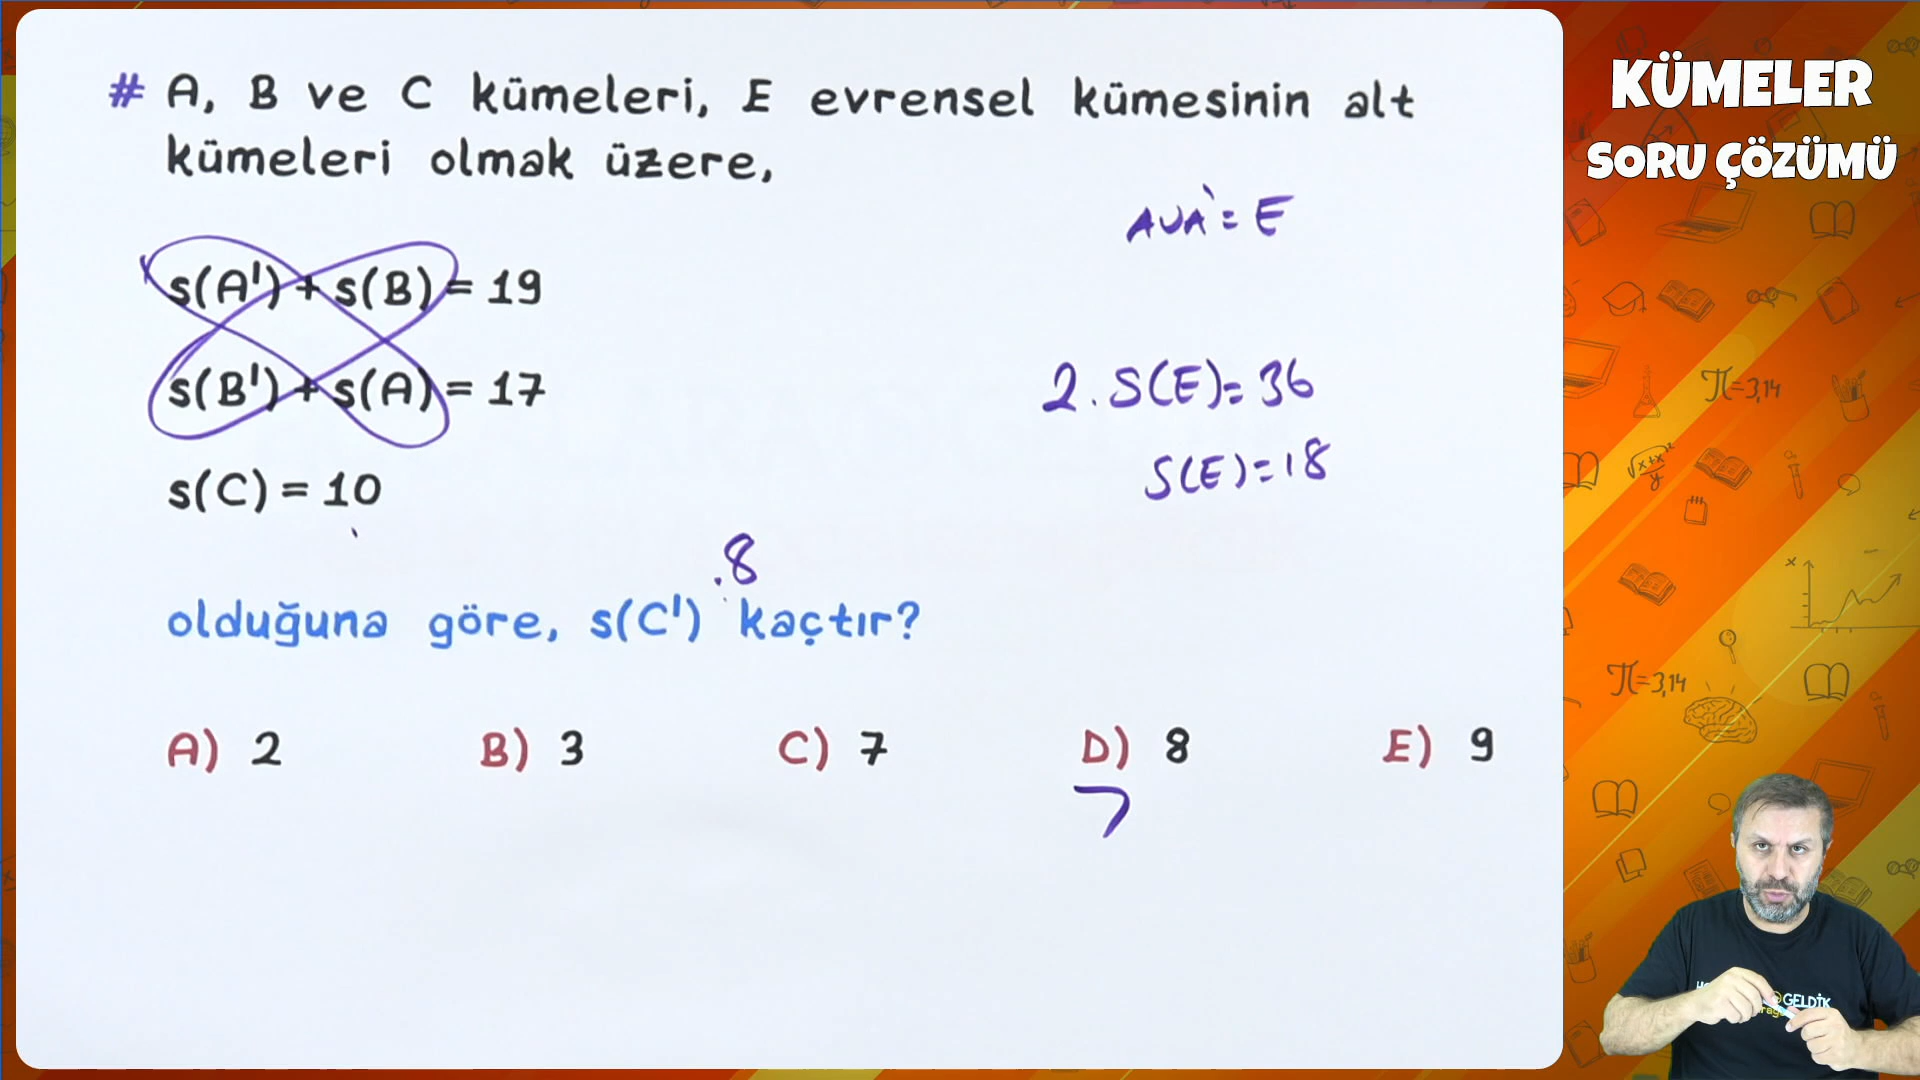 # A, B ve C kümeleri, E evrensel kümesinin alt
kümeleri olmak üzere,
A∪A' = E
s(A') + s(B) = 19
s(B') + s(A) = 17
2. S(E) = 36
S(E) = 18
s(C) = 10
.8
olduğuna göre, s(C') kaçtır?
A) 2 B) 3 C) 7 D) 8 E) 9
KÜMELER
SORU ÇÖZÜMÜ
π=3,14
π=3,14
GELDİK